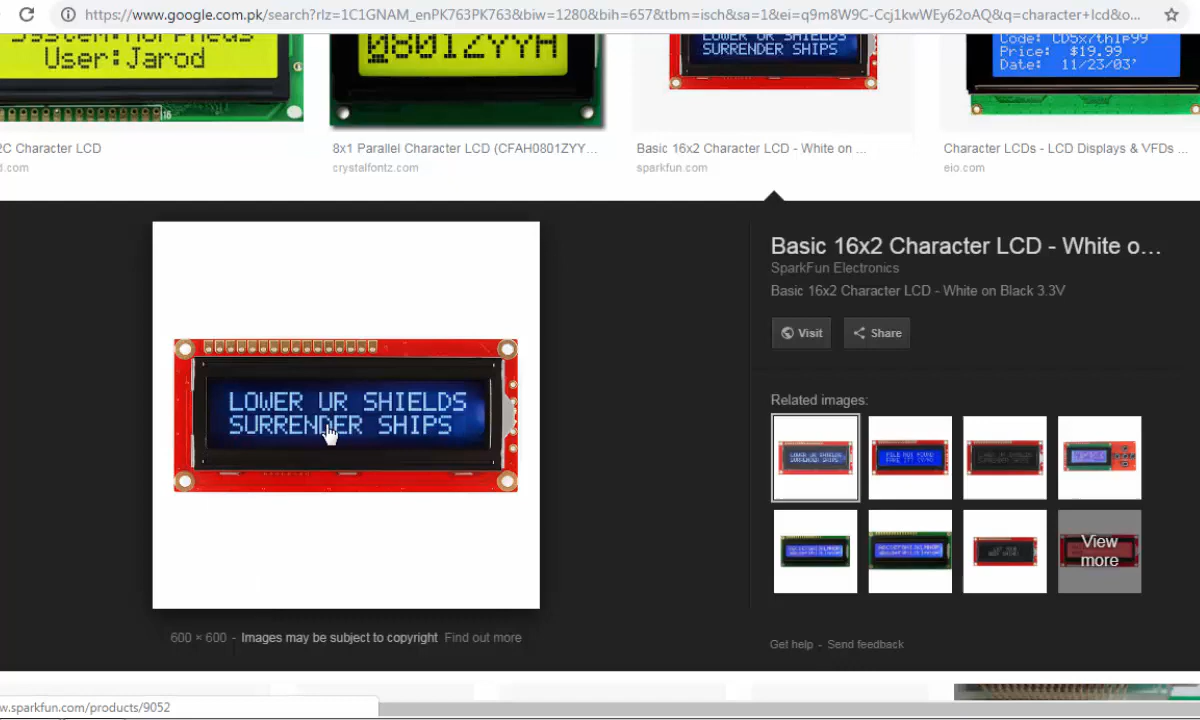 https://www.google.com.pk/search?rlz=1C1GNAM_enPK763PK763&biw=1280&bih=657&tbm=isch&sa=1&ei=q9m8W9C-Ccj1kwWEy62oAQ&q=character+lcd&o...
System:Morpheus
User:Jarod
16
0801ZYYH
LOWER UR SHIELDS
SURRENDER SHIPS
Price: $19.99
Date: 11/23/03'
2C Character LCD
d.com
8x1 Parallel Character LCD (CFAH0801ZYY...
crystalfontz.com
Basic 16x2 Character LCD - White on ...
sparkfun.com
Character LCDs - LCD Displays & VFDs ...
eio.com
LOWER UR SHIELDS
SURRENDER SHIPS
600 × 600 - Images may be subject to copyright Find out more
Basic 16x2 Character LCD - White o...
SparkFun Electronics
Basic 16x2 Character LCD - White on Black 3.3V
Visit
Share
Related images:
View
more
Get help - Send feedback
w.sparkfun.com/products/9052